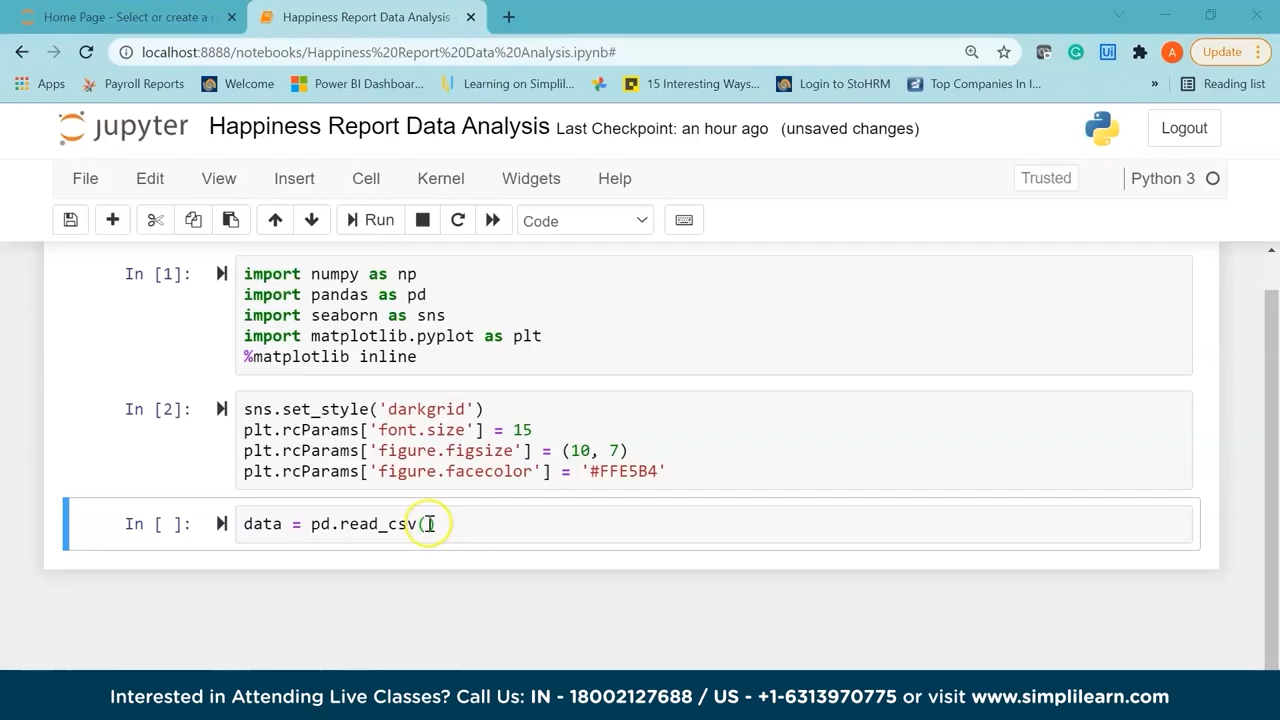 Home Page - Select or create a n
Happiness Report Data Analysis -
localhost:8888/notebooks/Happiness%20Report%20Data%20Analysis.ipynb#
A
Update
Apps
Payroll Reports
Welcome
Power BI Dashboar...
Learning on Simplil...
15 Interesting Ways...
Login to StoHRM
Top Companies In I...
»
Reading list
jupyter
Happiness Report Data Analysis Last Checkpoint: an hour ago (unsaved changes)
Logout
File Edit View Insert Cell Kernel Widgets Help
Trusted
Python 3
Run
Code
In [1]:
import numpy as np
import pandas as pd
import seaborn as sns
import matplotlib.pyplot as plt
%matplotlib inline
In [2]:
sns.set_style('darkgrid')
plt.rcParams['font.size'] = 15
plt.rcParams['figure.figsize'] = (10, 7)
plt.rcParams['figure.facecolor'] = '#FFE5B4'
In [ ]:
data = pd.read_csv()
Interested in Attending Live Classes? Call Us: IN - 18002127688 / US - +1-6313970775 or visit www.simplilearn.com